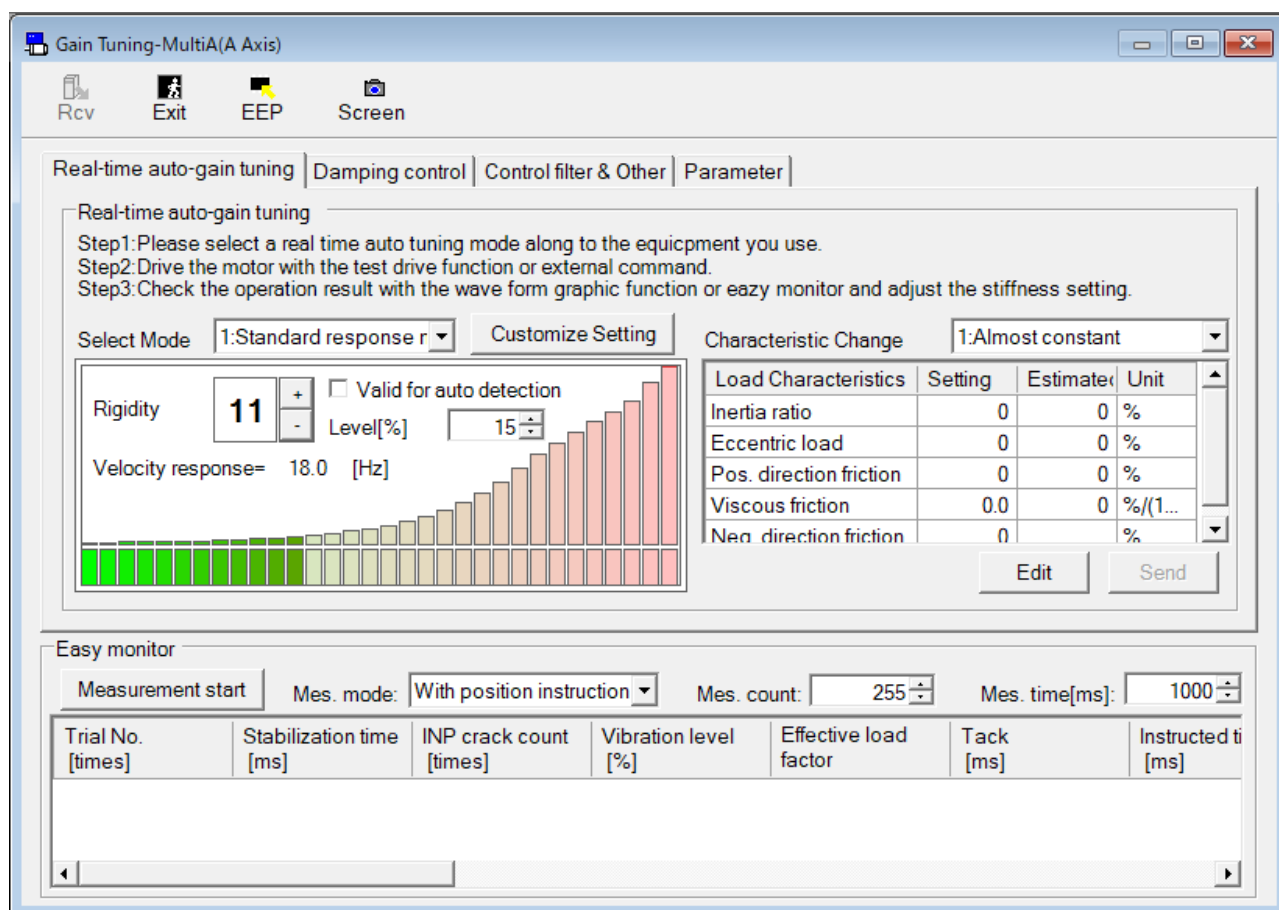 Gain Tuning-MultiA(A Axis)
Rcv Exit EEP Screen
Real-time auto-gain tuning Damping control Control filter & Other Parameter
Real-time auto-gain tuning
Step1:Please select a real time auto tuning mode along to the equicpment you use.
Step2:Drive the motor with the test drive function or external command.
Step3:Check the operation result with the wave form graphic function or eazy monitor and adjust the stiffness setting.
Select Mode 1:Standard response r Customize Setting
Rigidity 11 + - Valid for auto detection
Level[%] 15
Velocity response= 18.0 [Hz]
Characteristic Change 1:Almost constant
Load Characteristics Setting Estimated Unit
Inertia ratio 0 0 %
Eccentric load 0 0 %
Pos. direction friction 0 0 %
Viscous friction 0.0 0 %/(1...
Neg. direction friction 0 %
Edit Send
Easy monitor
Measurement start Mes. mode: With position instruction Mes. count: 255 Mes. time[ms]: 1000
Trial No. Stabilization time INP crack count Vibration level Effective load Tack Instructed ti
[times] [ms] [times] [%] factor [ms] [ms]